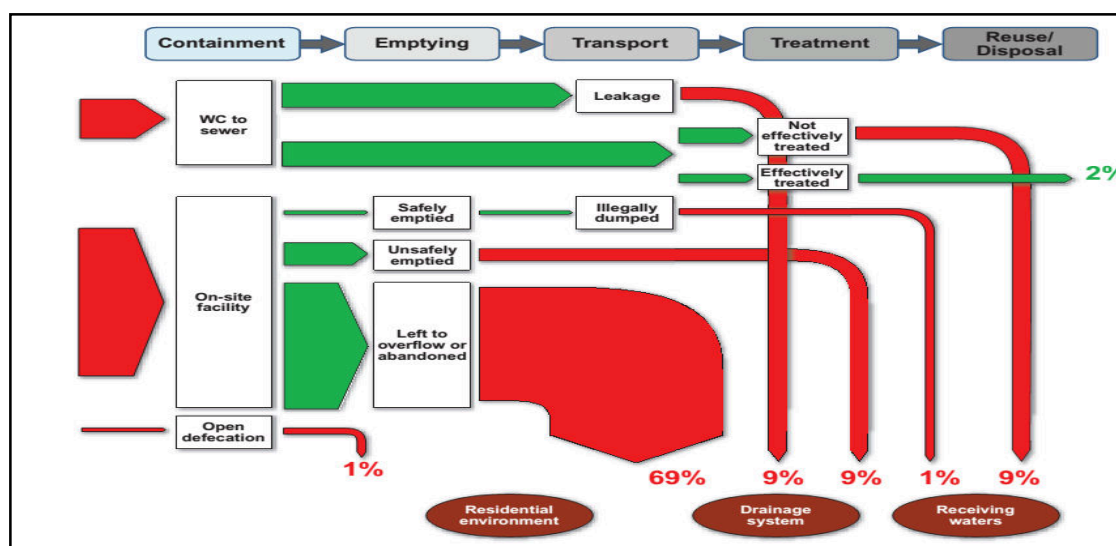 Containment
Emptying
Transport
Treatment
Reuse/
Disposal
WC to
sewer
Leakage
Not
effectively
treated
Effectively
treated
2%
Safely
emptied
Illegally
dumped
Unsafely
emptied
On-site
facility
Left to
overflow or
abandoned
Open
defecation
1%
69%
9%
9%
1%
9%
Residential
environment
Drainage
system
Receiving
waters